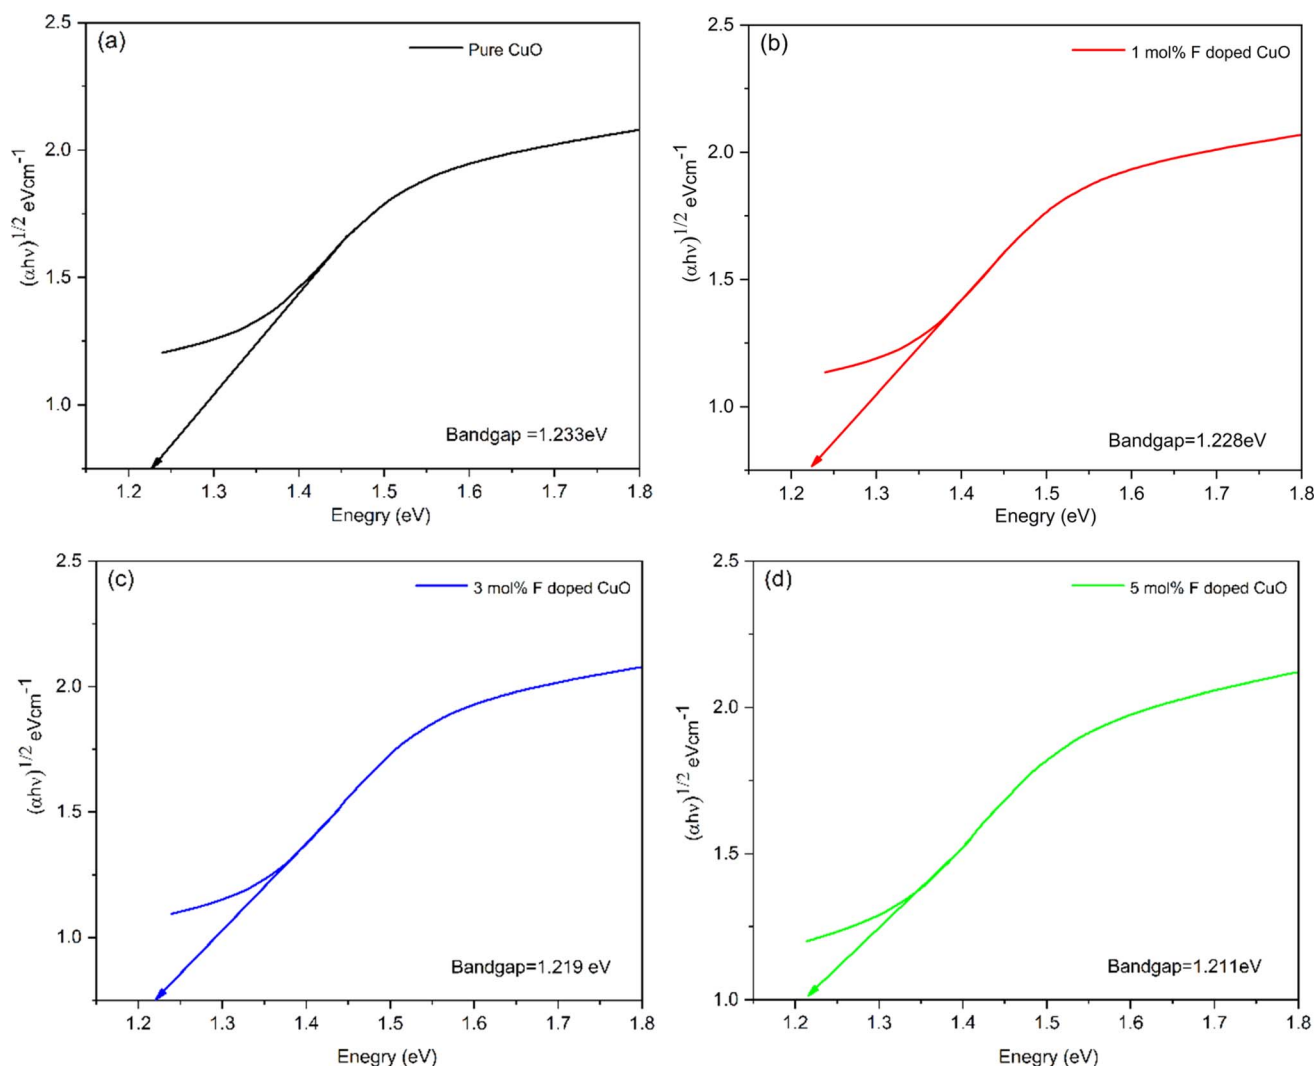 (a)
Pure CuO
2.5
2.0
1.5
1.0
(αhν)1/2 eVcm-1
Bandgap =1.233eV
1.2 1.3 1.4 1.5 1.6 1.7 1.8
Enegry (eV)
(b)
1 mol% F doped CuO
2.5
2.0
1.5
1.0
(αhν)1/2 eVcm-1
Bandgap=1.228eV
1.2 1.3 1.4 1.5 1.6 1.7 1.8
Enegry (eV)
(c)
3 mol% F doped CuO
2.5
2.0
1.5
1.0
(αhν)1/2 eVcm-1
Bandgap=1.219 eV
1.2 1.3 1.4 1.5 1.6 1.7 1.8
Enegry (eV)
(d)
5 mol% F doped CuO
2.5
2.0
1.5
1.0
(αhν)1/2 eVcm-1
Bandgap=1.211eV
1.2 1.3 1.4 1.5 1.6 1.7 1.8
Enegry (eV)